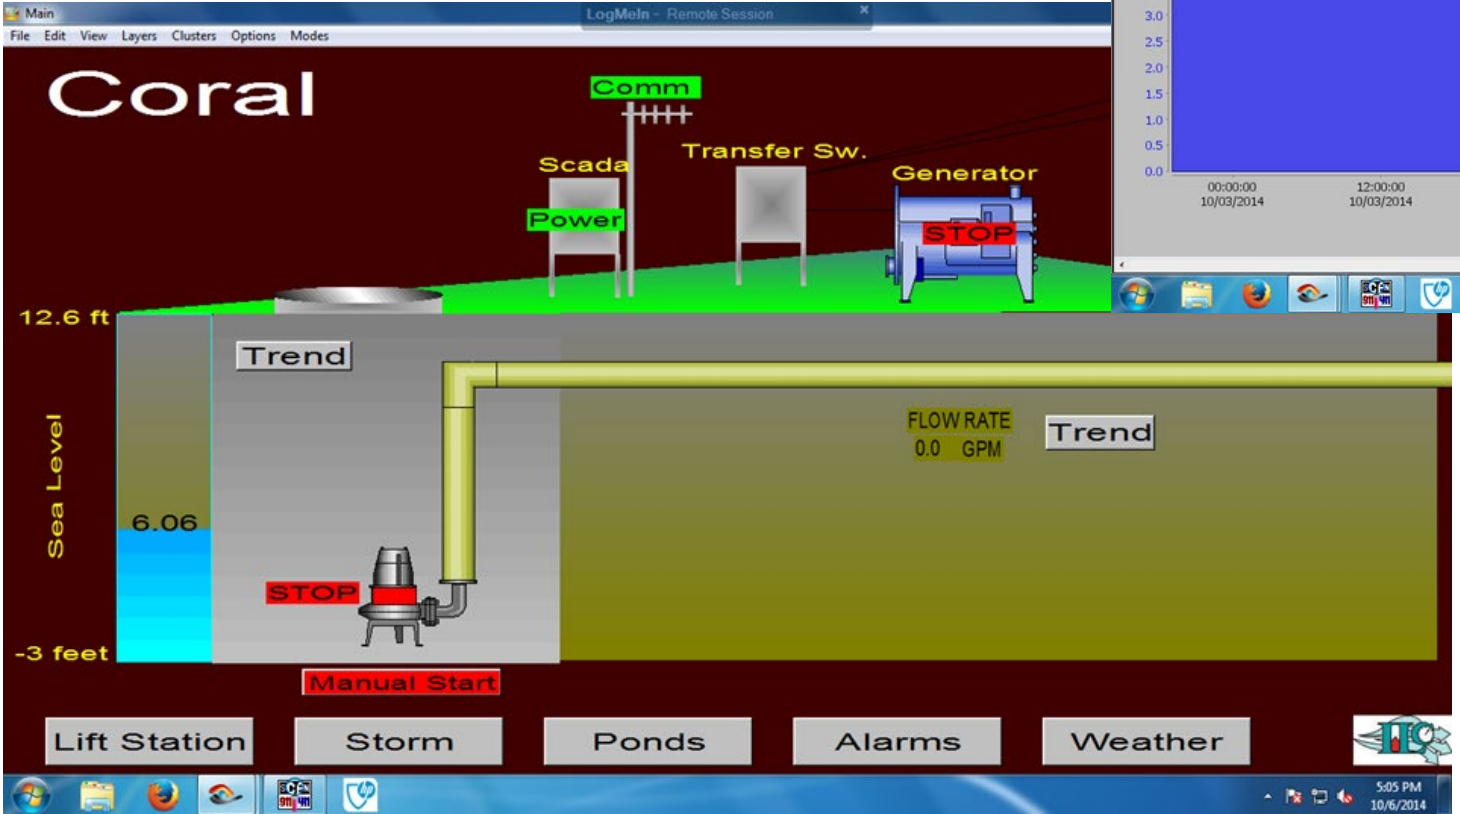 Main
LogMeIn - Remote Session
File Edit View Layers Clusters Options Modes
Coral
Comm
Scada
Transfer Sw.
Generator
Power
STOP
3.0
2.5
2.0
1.5
1.0
0.5
0.0
00:00:00 12:00:00
10/03/2014 10/03/2014
12.6 ft
Trend
FLOW RATE
0.0 GPM
Trend
Sea Level
6.06
STOP
-3 feet
Manual Start
Lift Station Storm Ponds Alarms Weather
5:05 PM
10/6/2014